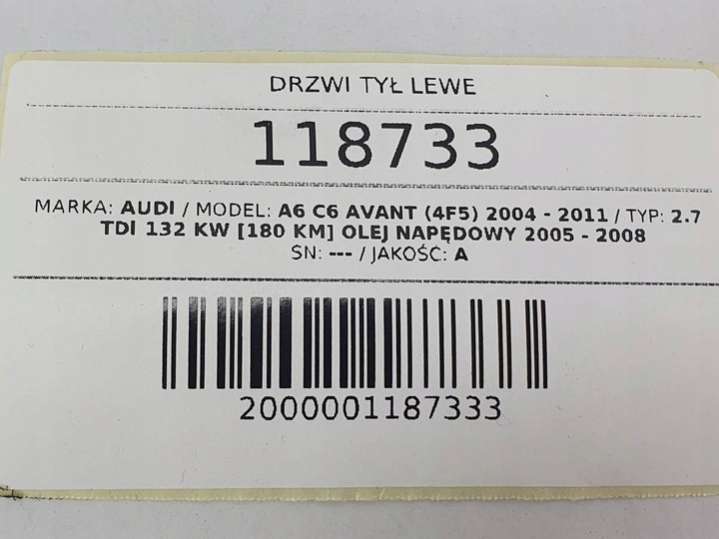 DRZWI TYŁ LEWE
118733
MARKA: AUDI / MODEL: A6 C6 AVANT (4F5) 2004 - 2011 / TYP: 2.7
TDI 132 KW [180 KM] OLEJ NAPĘDOWY 2005 - 2008
SN: --- / JAKOŚĆ: A
2000001187333